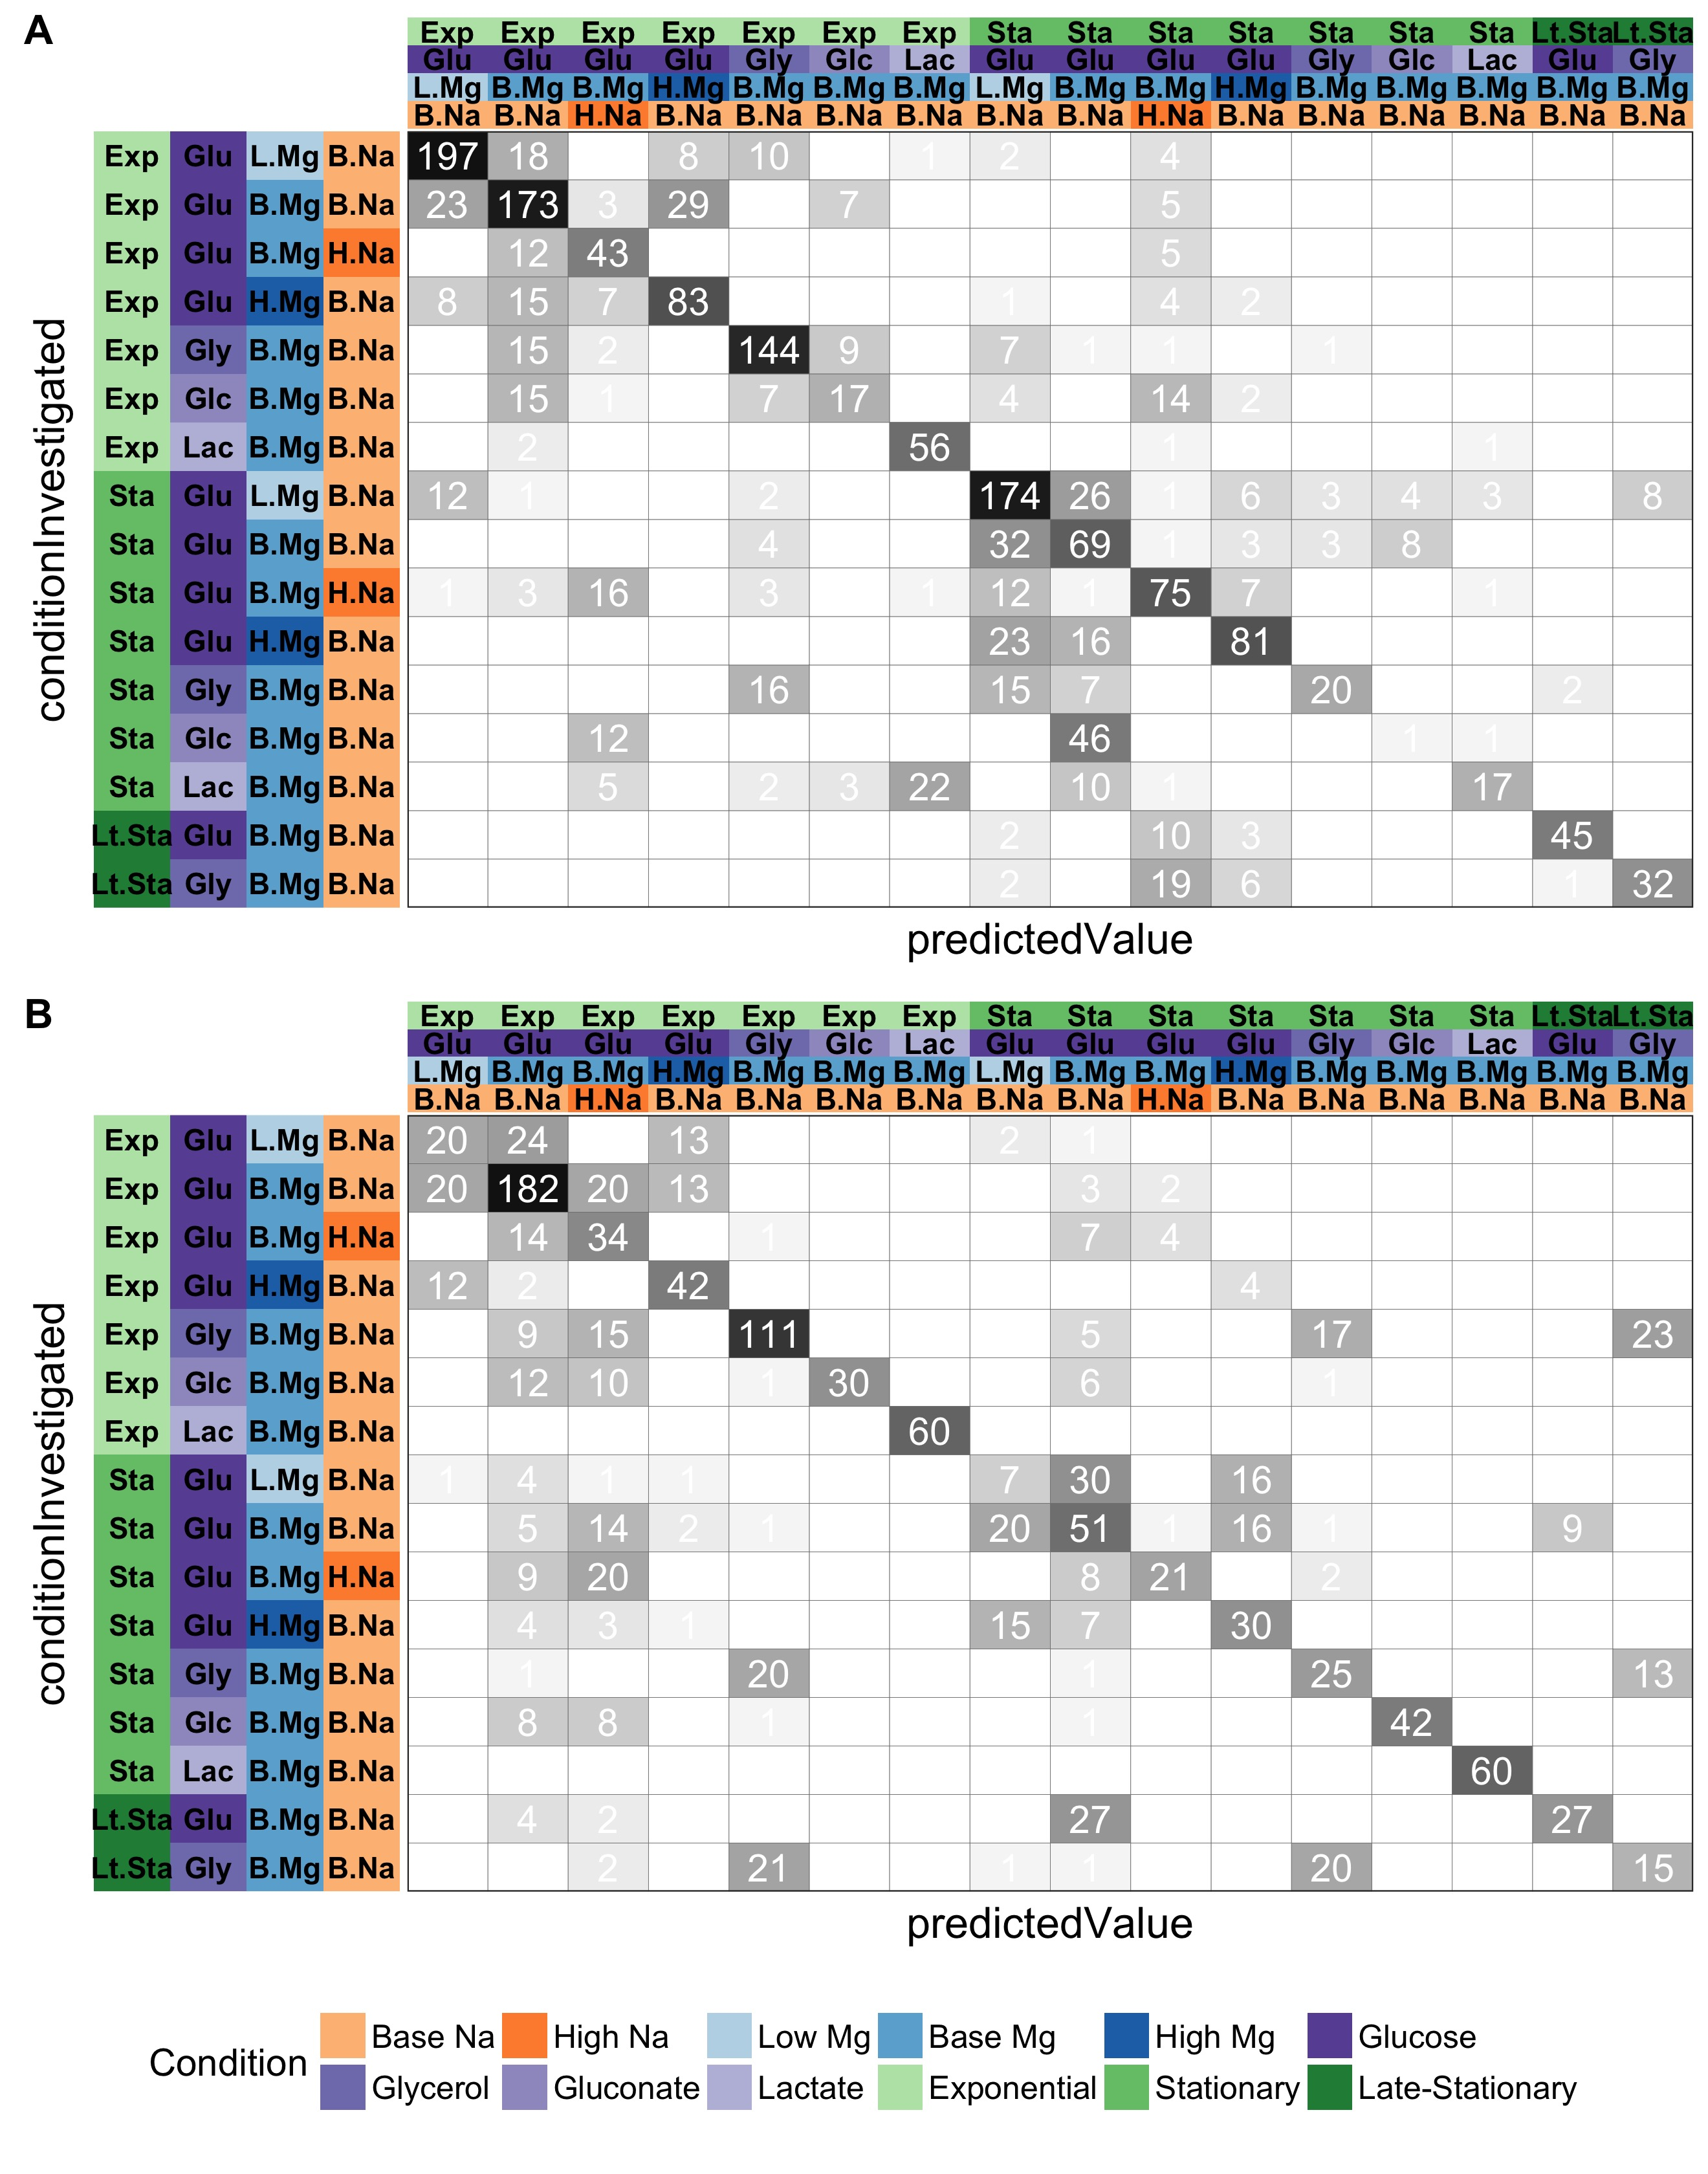 A
Exp Exp Exp Exp Exp Exp Exp Sta Sta Sta Sta Sta Sta Sta Lt.Sta Lt.Sta
Glu Glu Glu Glu Gly Glc Lac Glu Glu Glu Glu Gly Glc Lac Glu Gly
L.Mg B.Mg B.Mg H.Mg B.Mg B.Mg B.Mg L.Mg B.Mg B.Mg H.Mg B.Mg B.Mg B.Mg B.Mg B.Mg
B.Na B.Na H.Na B.Na B.Na B.Na B.Na B.Na B.Na H.Na B.Na B.Na B.Na B.Na B.Na B.Na
conditionInvestigated
Exp Glu L.Mg B.Na 197 18 8 10 1 2 4
Exp Glu B.Mg B.Na 23 173 3 29 7 5
Exp Glu B.Mg H.Na 12 43 5
Exp Glu H.Mg B.Na 8 15 7 83 1 4 2
Exp Gly B.Mg B.Na 15 2 144 9 7 1 1 1
Exp Glc B.Mg B.Na 15 1 7 17 4 14 2
Exp Lac B.Mg B.Na 2 56 1 1
Sta Glu L.Mg B.Na 12 1 2 174 26 1 6 3 4 3 8
Sta Glu B.Mg B.Na 4 32 69 1 3 3 8
Sta Glu B.Mg H.Na 1 3 16 3 1 12 1 75 7 1
Sta Glu H.Mg B.Na 23 16 81
Sta Gly B.Mg B.Na 16 15 7 20 2
Sta Glc B.Mg B.Na 12 46 1 1
Sta Lac B.Mg B.Na 5 2 3 22 10 1 17
Lt.Sta Glu B.Mg B.Na 2 10 3 45
Lt.Sta Gly B.Mg B.Na 2 19 6 1 32
predictedValue
B
Exp Exp Exp Exp Exp Exp Exp Sta Sta Sta Sta Sta Sta Sta Lt.Sta Lt.Sta
Glu Glu Glu Glu Gly Glc Lac Glu Glu Glu Glu Gly Glc Lac Glu Gly
L.Mg B.Mg B.Mg H.Mg B.Mg B.Mg B.Mg L.Mg B.Mg B.Mg H.Mg B.Mg B.Mg B.Mg B.Mg B.Mg
B.Na B.Na H.Na B.Na B.Na B.Na B.Na B.Na B.Na H.Na B.Na B.Na B.Na B.Na B.Na B.Na
conditionInvestigated
Exp Glu L.Mg B.Na 20 24 13 2 1
Exp Glu B.Mg B.Na 20 182 20 13 3 2
Exp Glu B.Mg H.Na 14 34 1 7 4
Exp Glu H.Mg B.Na 12 2 42 4
Exp Gly B.Mg B.Na 9 15 111 5 17 23
Exp Glc B.Mg B.Na 12 10 1 30 6 1
Exp Lac B.Mg B.Na 60
Sta Glu L.Mg B.Na 1 4 1 1 7 30 16
Sta Glu B.Mg B.Na 5 14 2 1 20 51 1 16 1 9
Sta Glu B.Mg H.Na 9 20 8 21 2
Sta Glu H.Mg B.Na 4 3 1 15 7 30
Sta Gly B.Mg B.Na 1 20 1 25 13
Sta Glc B.Mg B.Na 8 8 1 1 42
Sta Lac B.Mg B.Na 60
Lt.Sta Glu B.Mg B.Na 4 2 27 27
Lt.Sta Gly B.Mg B.Na 2 21 1 1 20 15
predictedValue
Condition
Base Na High Na Low Mg Base Mg High Mg Glucose
Glycerol Gluconate Lactate Exponential Stationary Late-Stationary